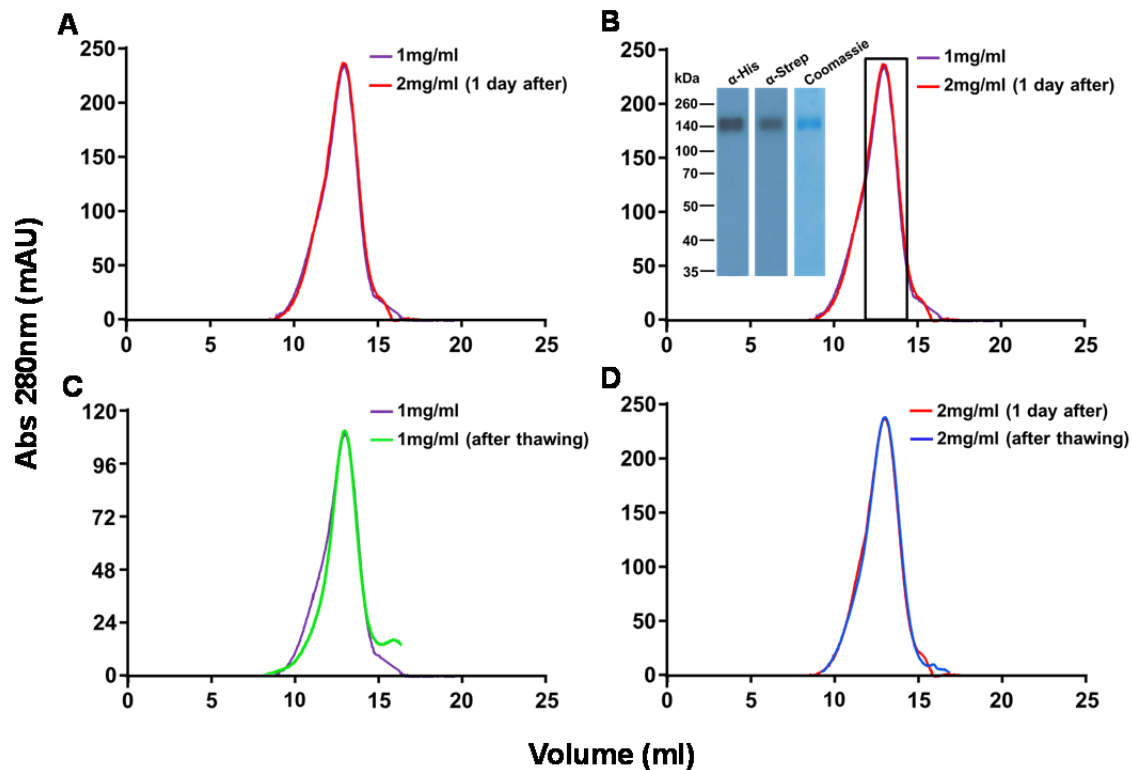 A
250
200
150
100
50
0
0 5 10 15 20 25
1mg/ml
2mg/ml (1 day after)
B
250
200
150
100
50
0
0 5 10 15 20 25
kDa
α-His
α-Strep
Coomassie
260
140
100
70
50
40
35
1mg/ml
2mg/ml (1 day after)
Abs 280nm (mAU)
C
120
96
72
48
24
0
0 5 10 15 20 25
1mg/ml
1mg/ml (after thawing)
D
250
200
150
100
50
0
0 5 10 15 20 25
2mg/ml (1 day after)
2mg/ml (after thawing)
Volume (ml)